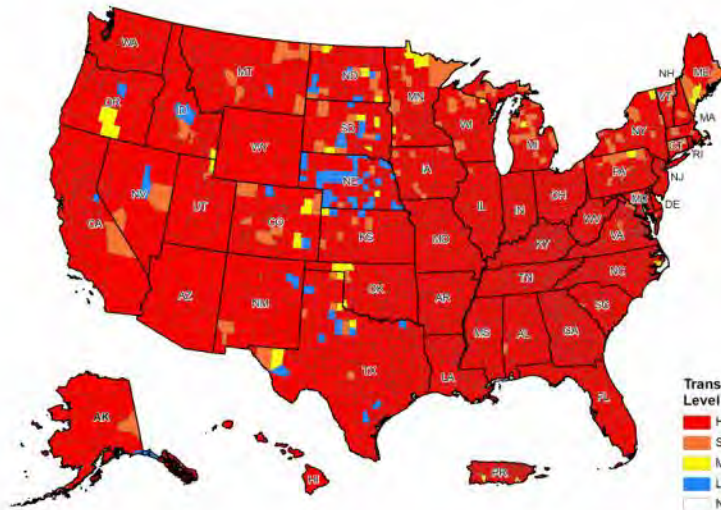 WA
MT
ND
MN
NH
ME
VT
OR
ID
SD
WI
MI
NY
MA
WY
CT
RI
IA
PA
NJ
NE
NV
UT
CO
IL
IN
OH
MD
DE
CA
KS
MO
WV
VA
KY
NC
TN
AZ
NM
OK
AR
SC
MS
AL
GA
TX
LA
FL
AK
HI
PR
Trans
Level
H
S
M
L
N